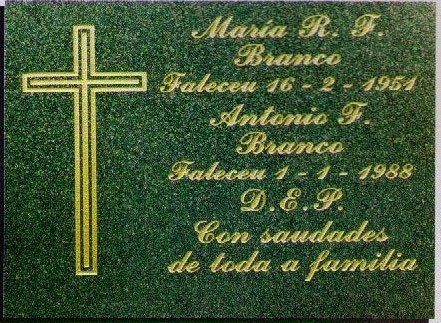 María R. F.
Branco
Faleceu 16 - 2 - 1951
Antonio F.
Branco
Faleceu 1 - 1 - 1988
D.E.P.
Con saudades
de toda a familia